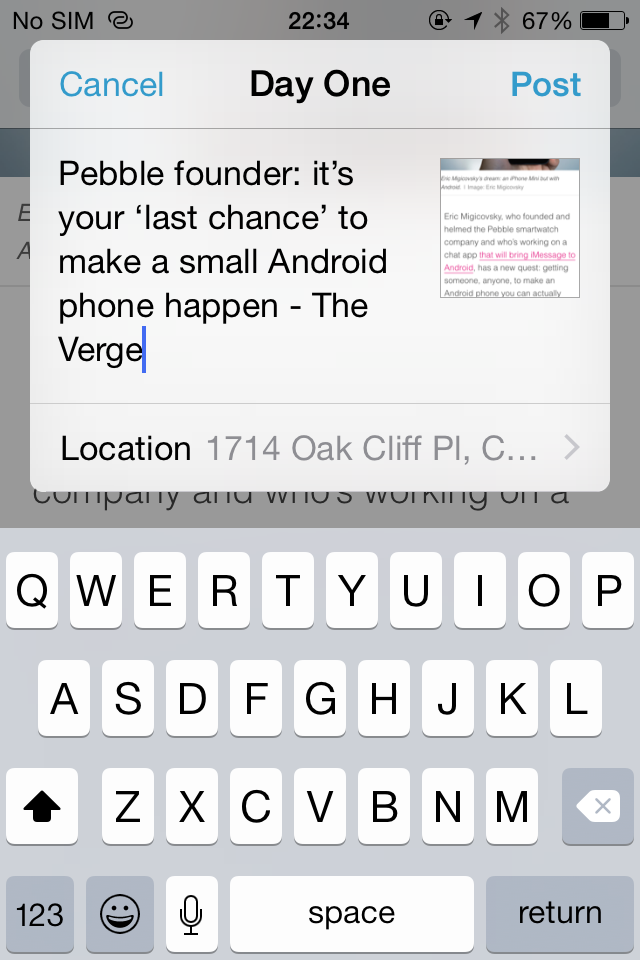 No SIM 22:34 67%
Cancel Day One Post
Pebble founder: it’s
your ‘last chance’ to
make a small Android
phone happen - The
Verge
Eric Migicovsky's dream: an iPhone Mini but with
Android | Image: Eric Migicovsky
Eric Migicovsky, who founded and
helmed the Pebble smartwatch
company and who's working on a
chat app that will bring iMessage to
Android, has a new quest: getting
someone, anyone, to make an
Android phone you can actually
Location 1714 Oak Cliff Pl, C...
company and who's working on a
Q W E R T Y U I O P
A S D F G H J K L
Z X C V B N M
123 space return